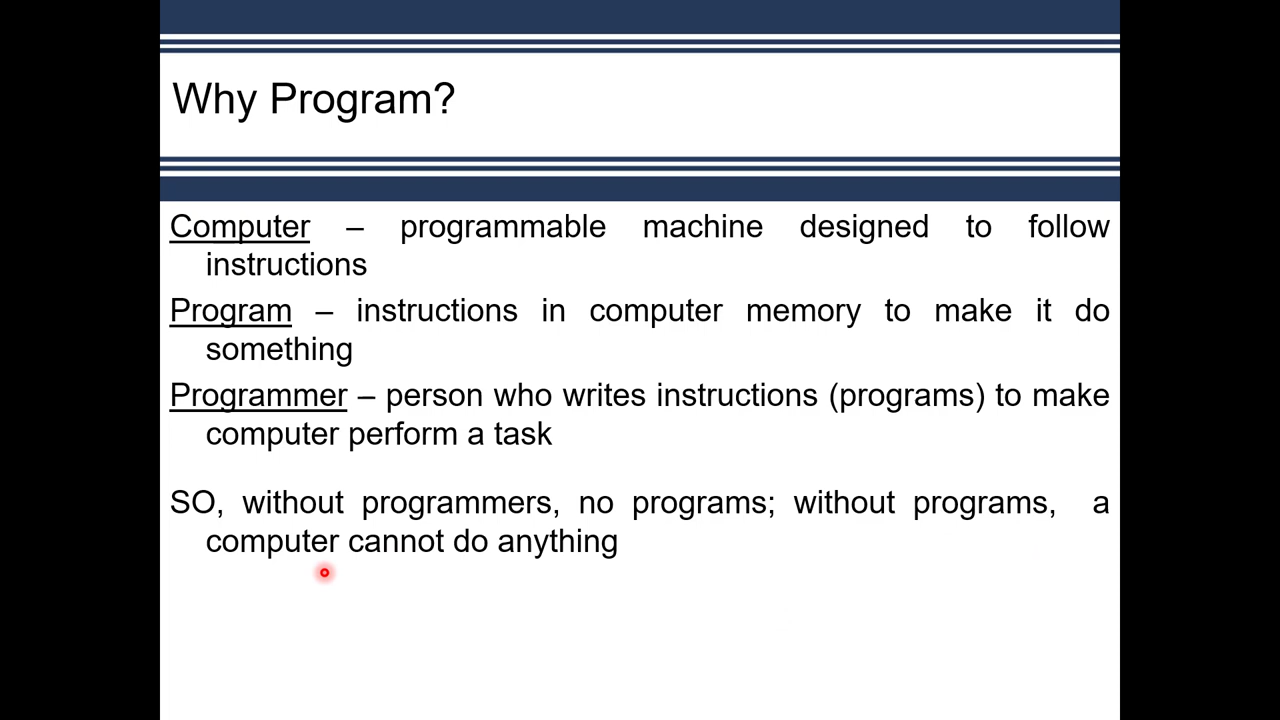 Why Program?
Computer – programmable machine designed to follow
instructions
Program – instructions in computer memory to make it do
something
Programmer – person who writes instructions (programs) to make
computer perform a task
SO, without programmers, no programs; without programs, a
computer cannot do anything